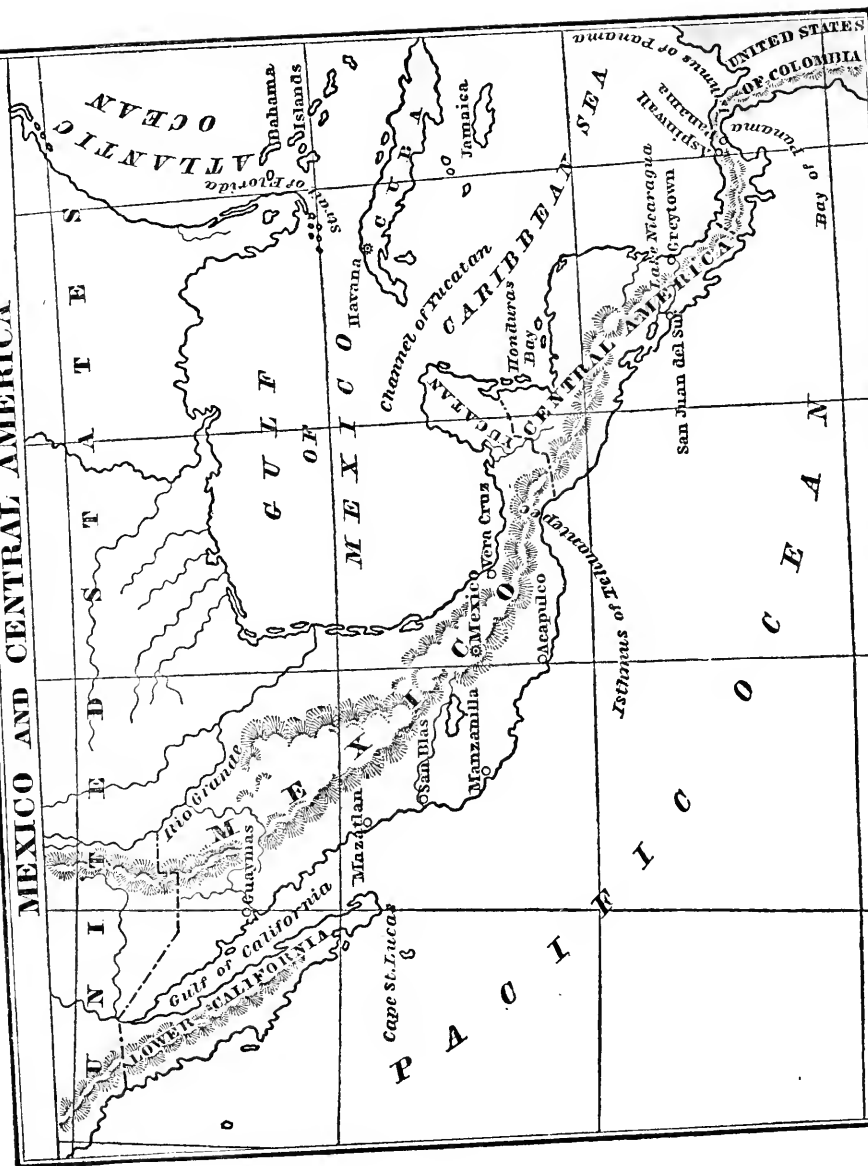 MEXICO AND CENTRAL AMERICA
UNITED STATES
ATLANTIC
OCEAN
Bahama
Islands
Strait of Florida
GULF
OF
MEXICO
Havana
CUBA
Jamaica
Channel of Yucatan
CARIBBEAN SEA
YUCATAN
Honduras
Bay
CENTRAL AMERICA
Lake Nicaragua
Greytown
San Juan del Sur
Aspinwall
Panama
Isthmus of Panama
Bay of Panama
UNITED STATES
OF COLOMBIA
Rio Grande
MEXICO
Guaymas
Gulf of California
LOWER CALIFORNIA
Cape St. Lucas
Mazatlan
San Blas
Manzanilla
Mexico
Vera Cruz
Acapulco
Isthmus of Tehuantepec
PACIFIC OCEAN